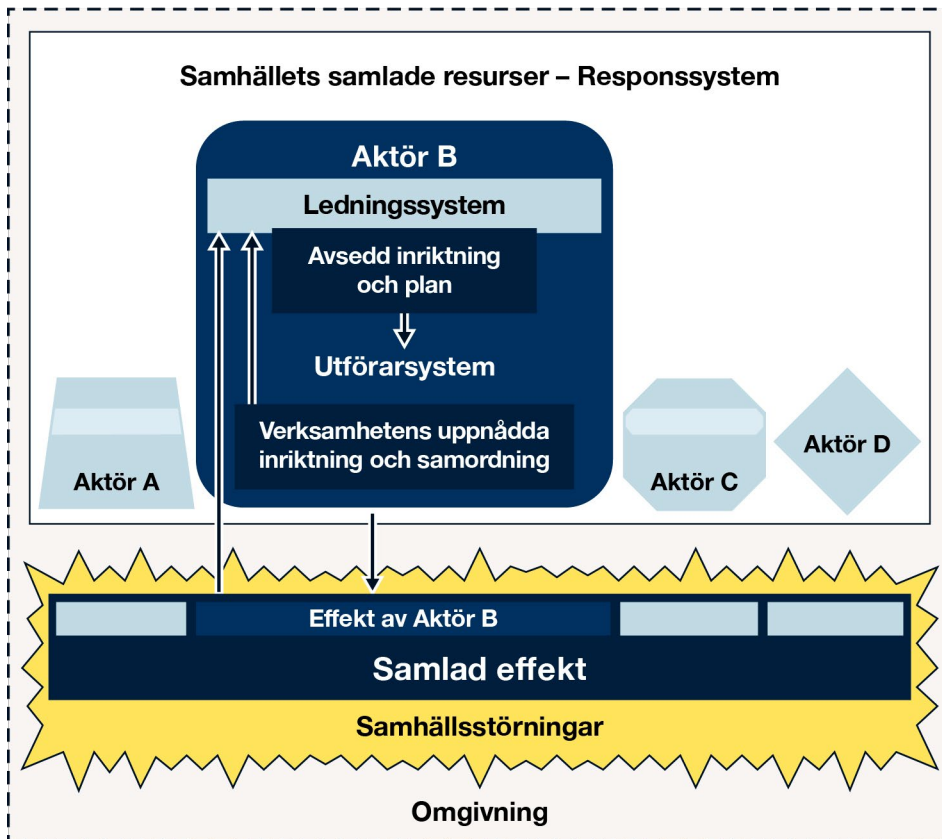 Samhällets samlade resurser – Responssystem
Aktör B
Ledningssystem
Avsedd inriktning
och plan
Utförarsystem
Verksamhetens uppnådda
inriktning och samordning
Aktör A
Aktör C
Aktör D
Effekt av Aktör B
Samlad effekt
Samhällsstörningar
Omgivning